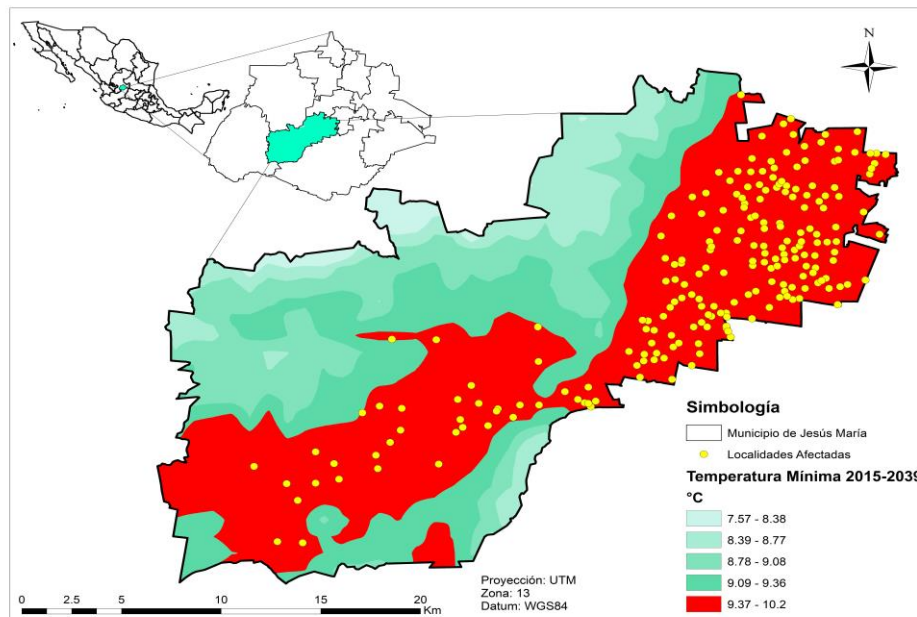 N
Simbología
Municipio de Jesús María
Localidades Afectadas
Temperatura Mínima 2015-2039
°C
7.57 - 8.38
8.39 - 8.77
8.78 - 9.08
9.09 - 9.36
9.37 - 10.2
Proyección: UTM
Zona: 13
Datum: WGS84
0 2.5 5 10 15 20
Km